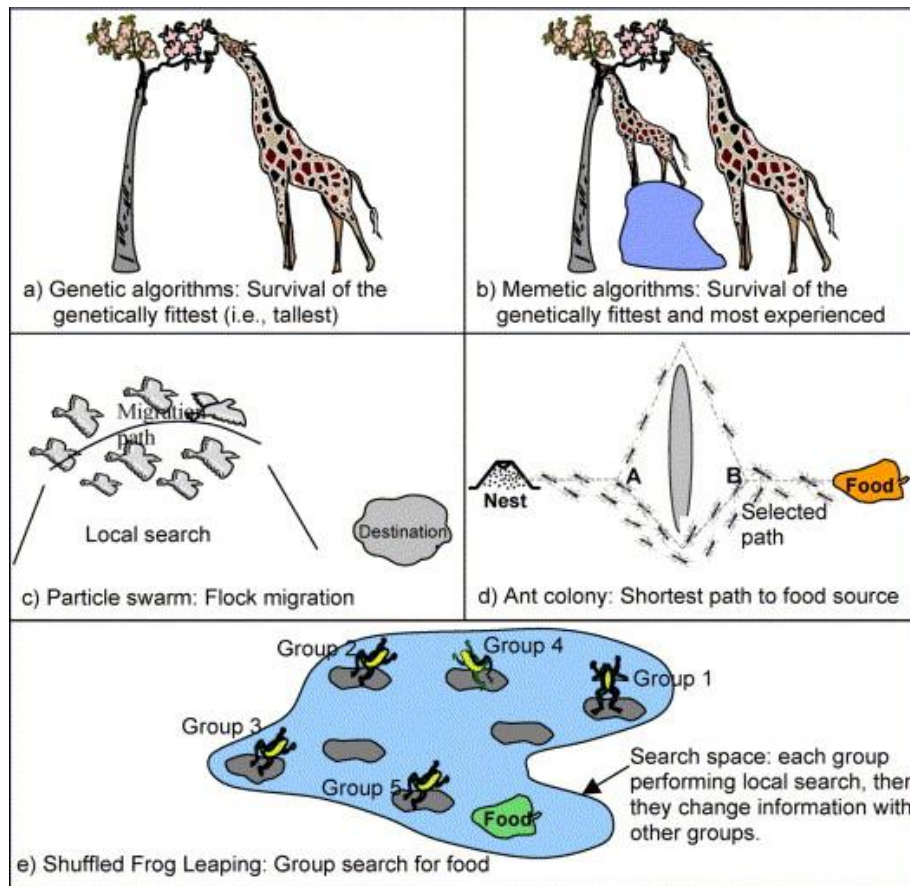 a) Genetic algorithms: Survival of the
genetically fittest (i.e., tallest)
b) Memetic algorithms: Survival of the
genetically fittest and most experienced
Migration
path
Local search
Destination
c) Particle swarm: Flock migration
A
B
Nest
Food
Selected
path
d) Ant colony: Shortest path to food source
Group 2
Group 4
Group 1
Group 3
Group 5
Food
Search space: each group
performing local search, then
they change information with
other groups.
e) Shuffled Frog Leaping: Group search for food